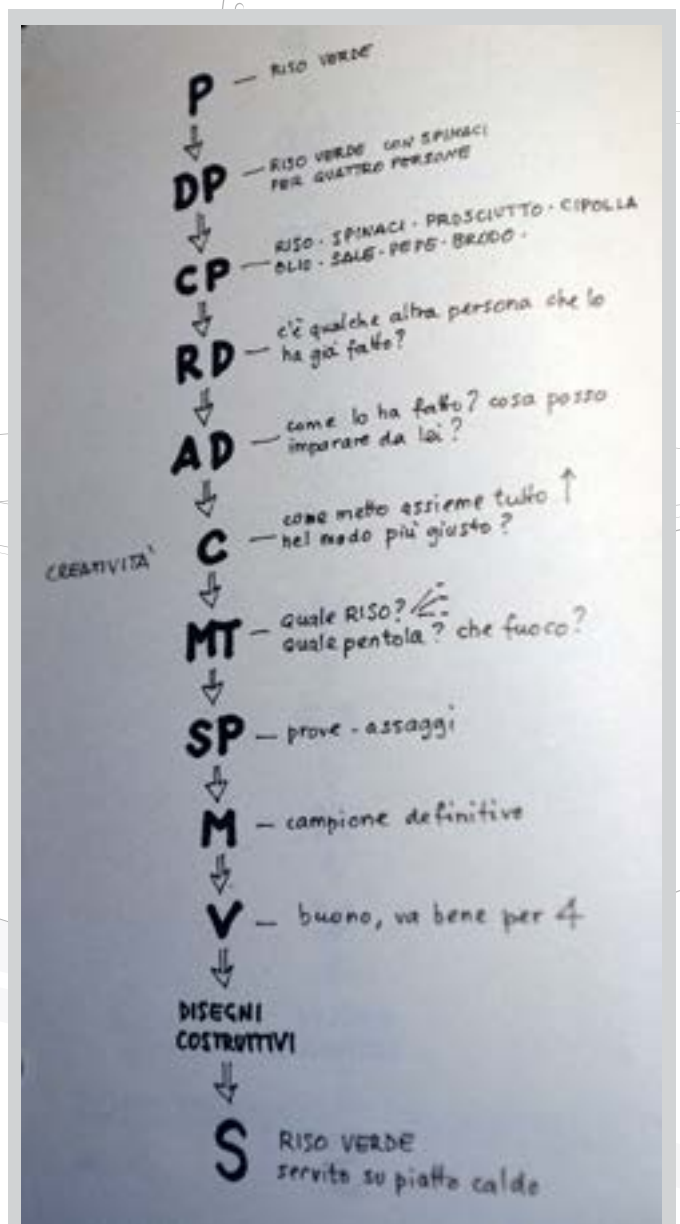 P — RISO VERDE
DP — RISO VERDE CON SPINACI
PER QUATTRO PERSONE
CP — RISO - SPINACI - PROSCIUTTO - CIPOLLA
OLIO - SALE - PEPE - BRODO -
RD — c'è qualche altra persona che lo
ha già fatto?
AD — come lo ha fatto? cosa posso
imparare da lei?
CREATIVITA' C — come metto assieme tutto ↑
nel modo più giusto?
MT — quale RISO?
quale pentola? che fuoco?
SP — prove - assaggi
M — campione definitivo
V — buono, va bene per 4
DISEGNI
COSTRUTTIVI
S RISO VERDE
servito su piatto caldo